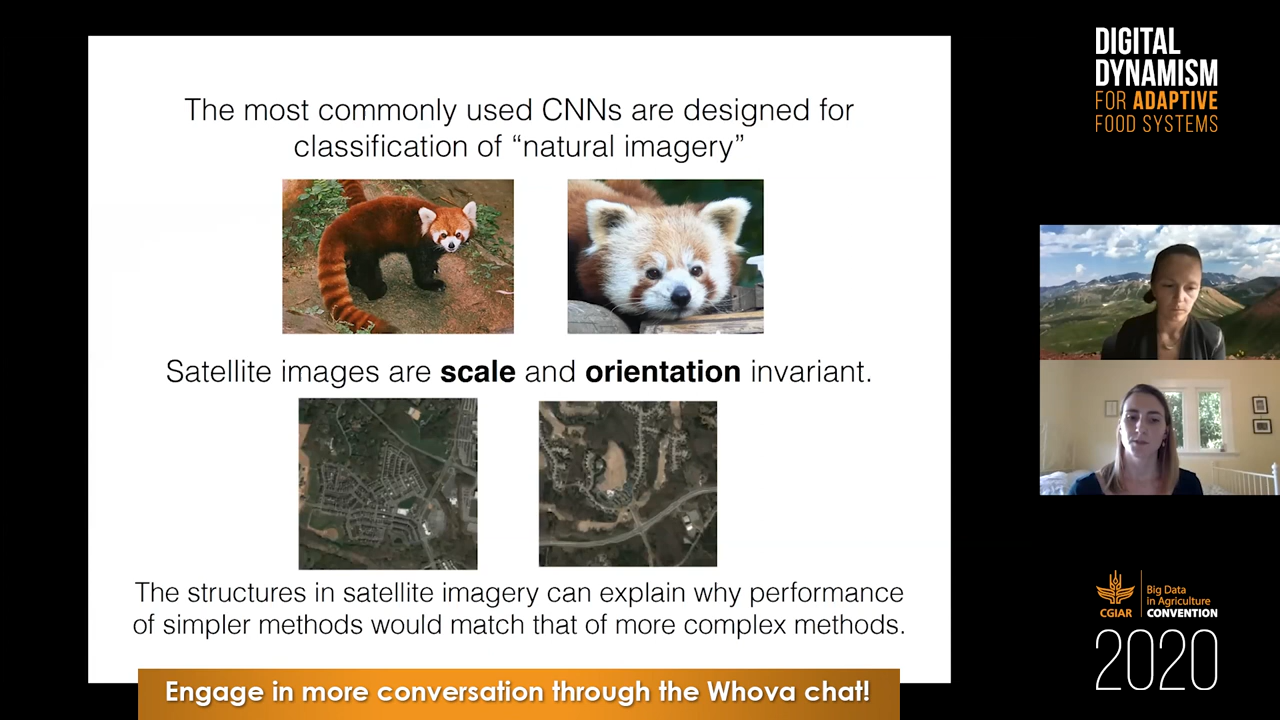 The most commonly used CNNs are designed for
classification of “natural imagery”
Satellite images are scale and orientation invariant.
The structures in satellite imagery can explain why performance
of simpler methods would match that of more complex methods.
Engage in more conversation through the Whova chat!
DIGITAL
DYNAMISM
FOR ADAPTIVE
FOOD SYSTEMS
CGIAR
Big Data
in Agriculture
CONVENTION
2020